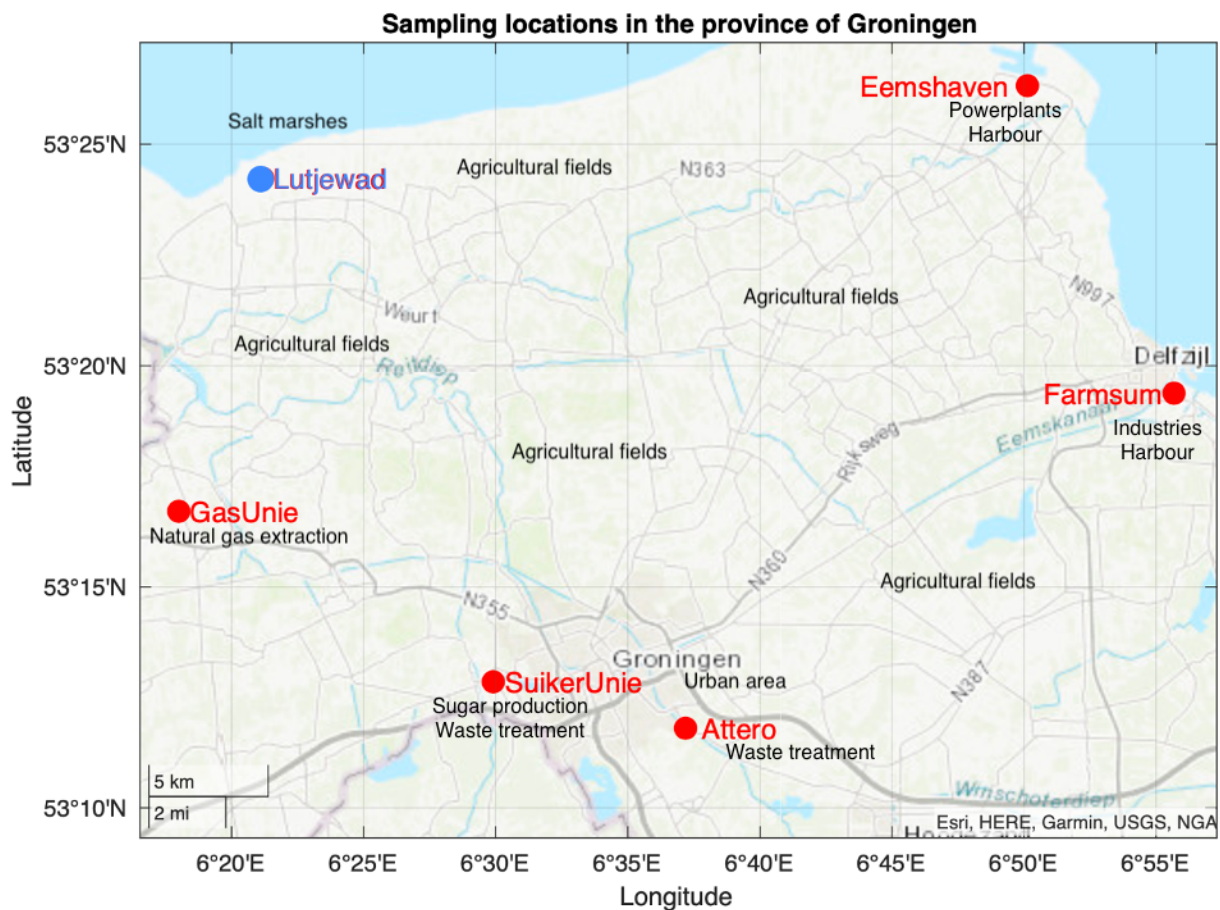 Sampling locations in the province of Groningen
Eemshaven
Powerplants
Harbour
Salt marshes
53°25'N
Agricultural fields
N363
Lutjewad
N997
Agricultural fields
Weurt
Agricultural fields
Reitdiep
Delfzijl
53°20'N
Farmsum
Eemskanaal
Industries
Harbour
Rijksweg
Agricultural fields
Latitude
GasUnie
Natural gas extraction
N360
Agricultural fields
53°15'N
N355
Groningen
Urban area
SuikerUnie
Sugar production
Waste treatment
N387
Attero
Waste treatment
5 km
2 mi
53°10'N
Winschoterdiep
Esri, HERE, Garmin, USGS, NGA
6°20'E 6°25'E 6°30'E 6°35'E 6°40'E 6°45'E 6°50'E 6°55'E
Longitude